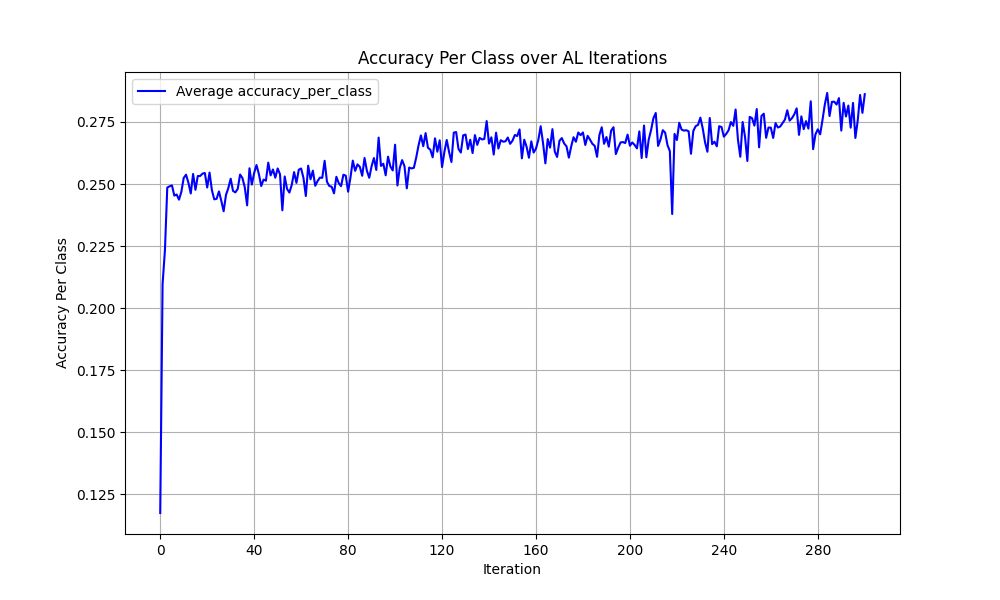 Accuracy Per Class over AL Iterations
Average accuracy_per_class
Accuracy Per Class
0.275
0.250
0.225
0.200
0.175
0.150
0.125
0 40 80 120 160 200 240 280
Iteration